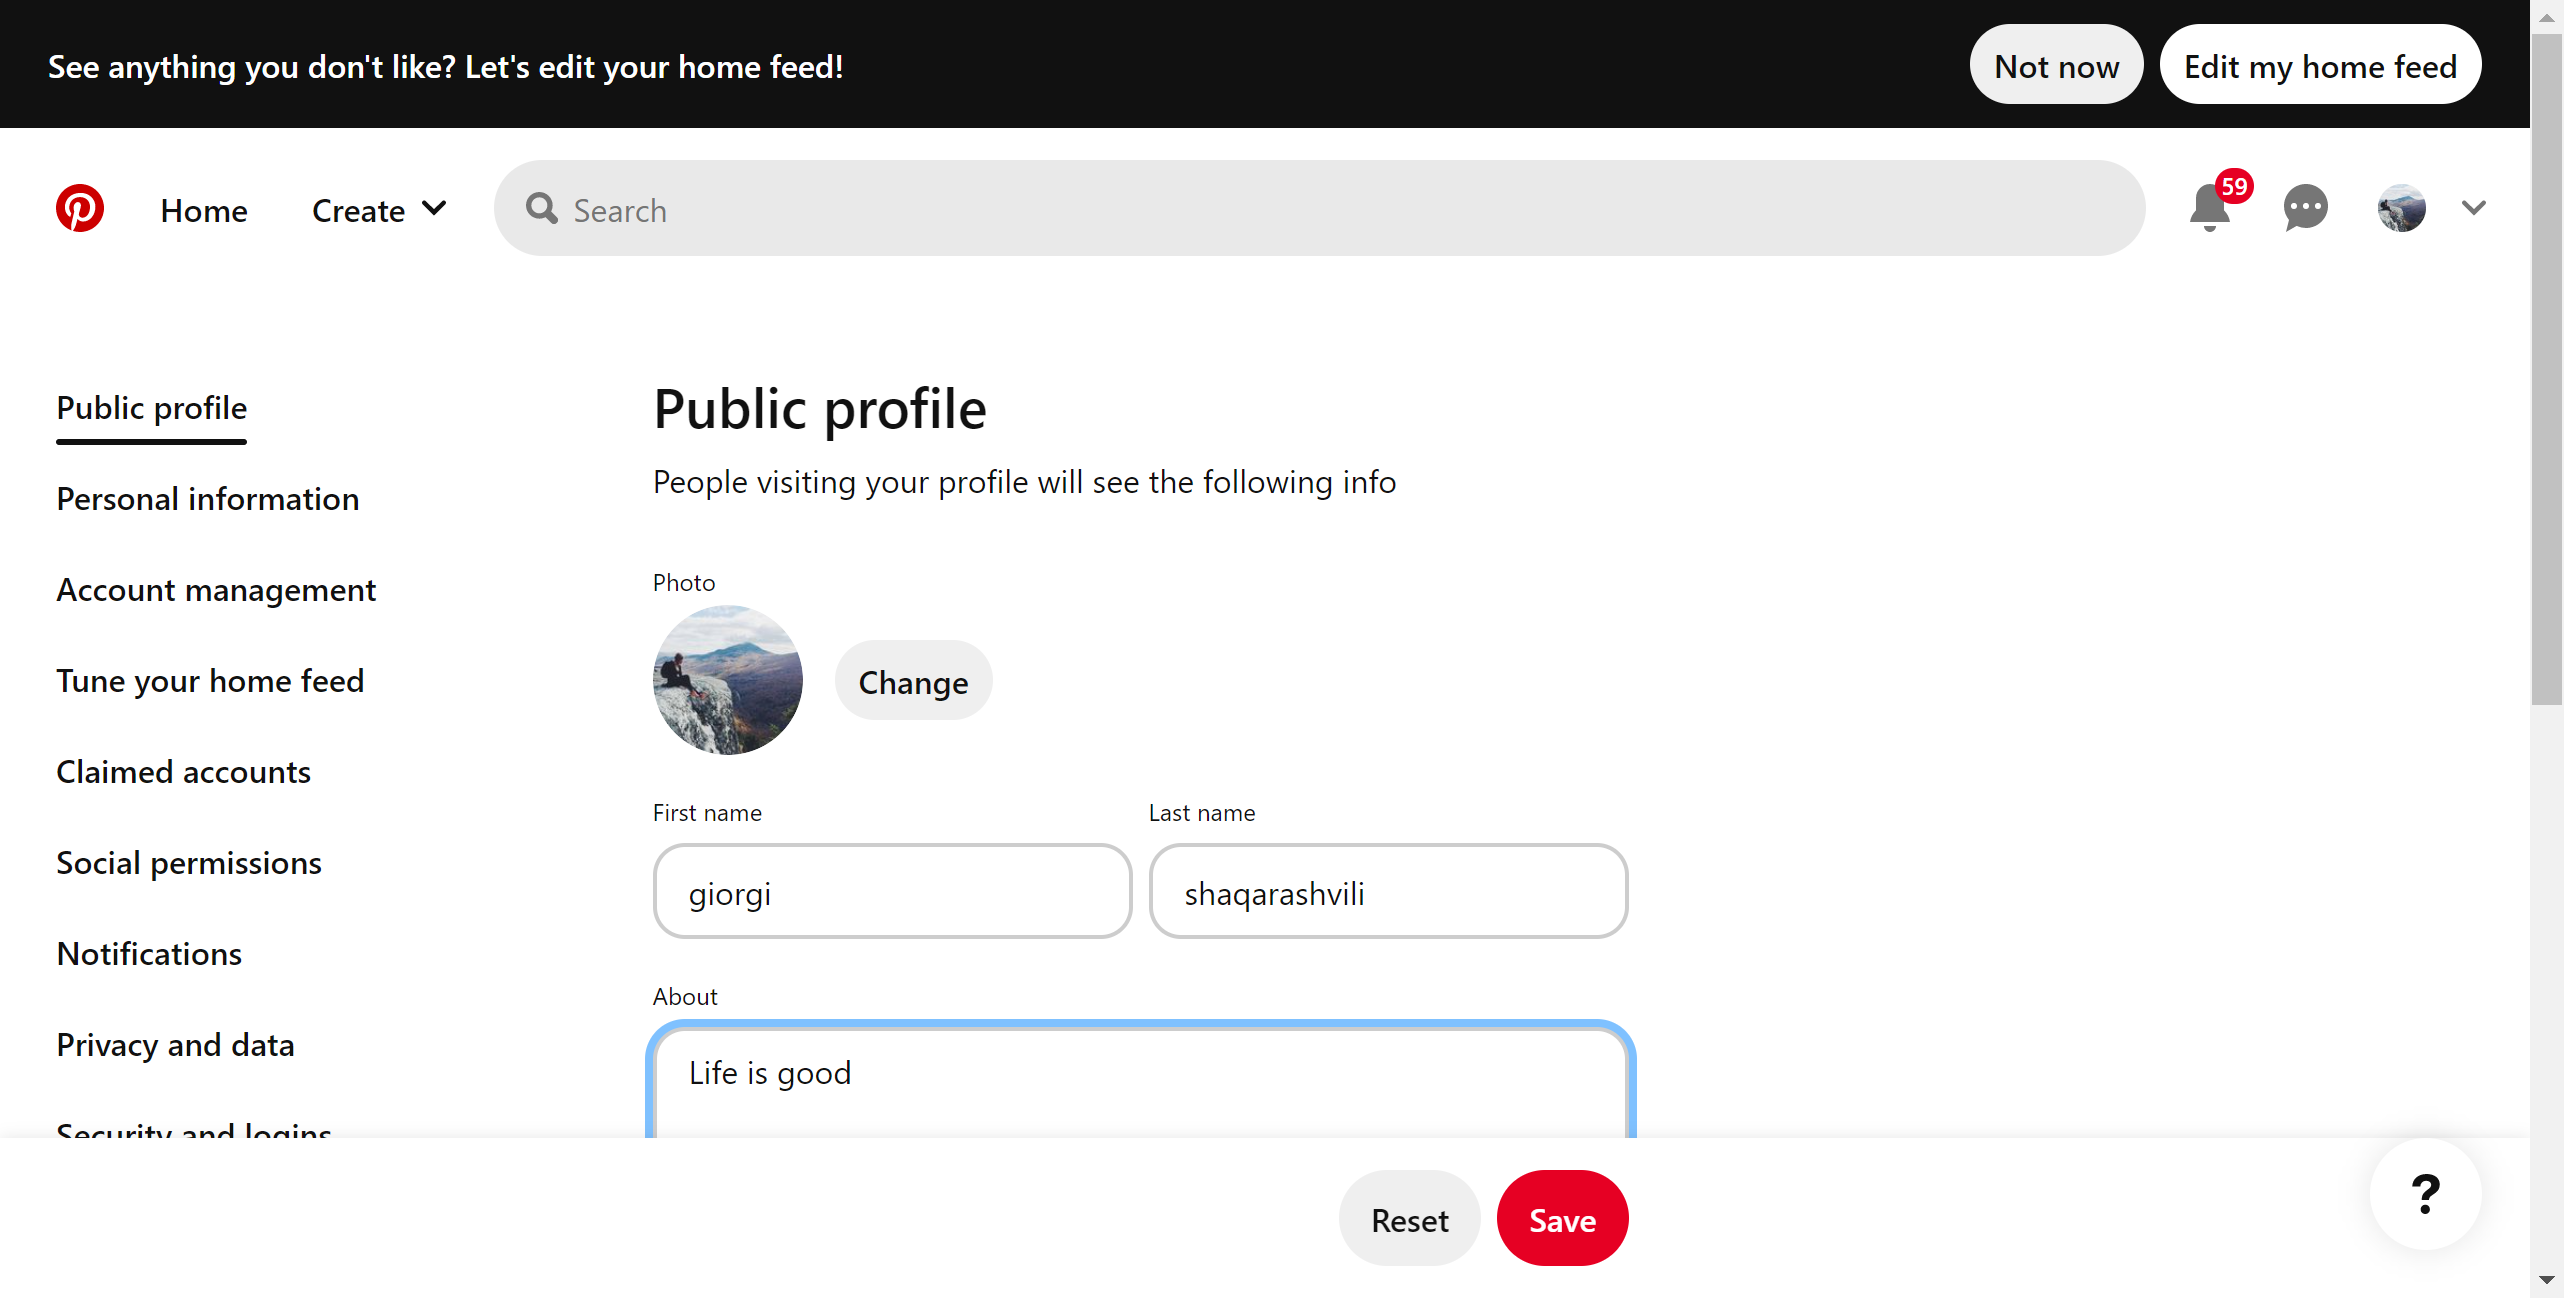 See anything you don't like? Let's edit your home feed!
Not now
Edit my home feed
Home
Create
Search
59
Public profile
Personal information
Account management
Tune your home feed
Claimed accounts
Social permissions
Notifications
Privacy and data
Security and logins
Public profile
People visiting your profile will see the following info
Photo
Change
First name
Last name
giorgi
shaqarashvili
About
Life is good
Reset
Save
?